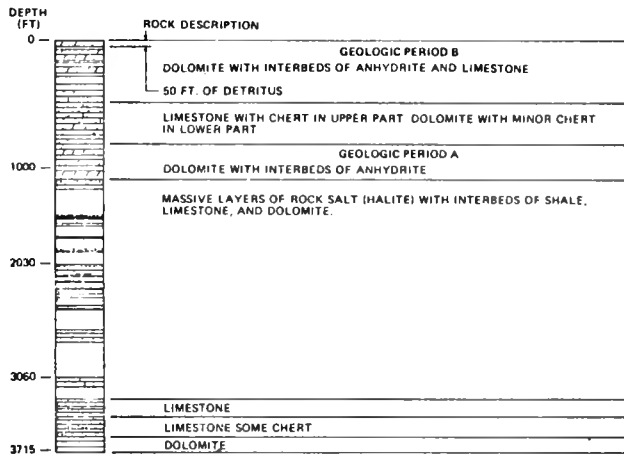 DEPTH
(FT)
ROCK DESCRIPTION
0
GEOLOGIC PERIOD B
DOLOMITE WITH INTERBEDS OF ANHYDRITE AND LIMESTONE
50 FT. OF DETRITUS
LIMESTONE WITH CHERT IN UPPER PART DOLOMITE WITH MINOR CHERT
IN LOWER PART
GEOLOGIC PERIOD A
1000
DOLOMITE WITH INTERBEDS OF ANHYDRITE
MASSIVE LAYERS OF ROCK SALT (HALITE) WITH INTERBEDS OF SHALE,
LIMESTONE, AND DOLOMITE.
2030
3060
LIMESTONE
LIMESTONE SOME CHERT
DOLOMITE
3715